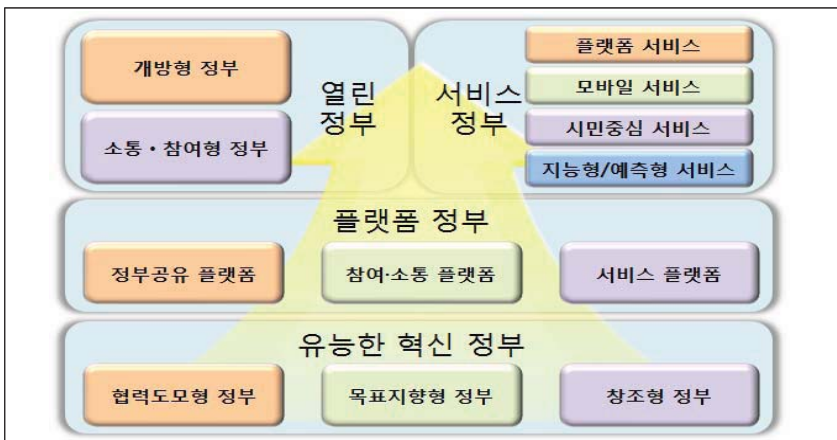 개방형 정부
소통・참여형 정부
열린
정부
서비스
정부
플랫폼 서비스
모바일 서비스
시민중심 서비스
지능형/예측형 서비스
플랫폼 정부
정부공유 플랫폼
참여·소통 플랫폼
서비스 플랫폼
유능한 혁신 정부
협력도모형 정부
목표지향형 정부
창조형 정부